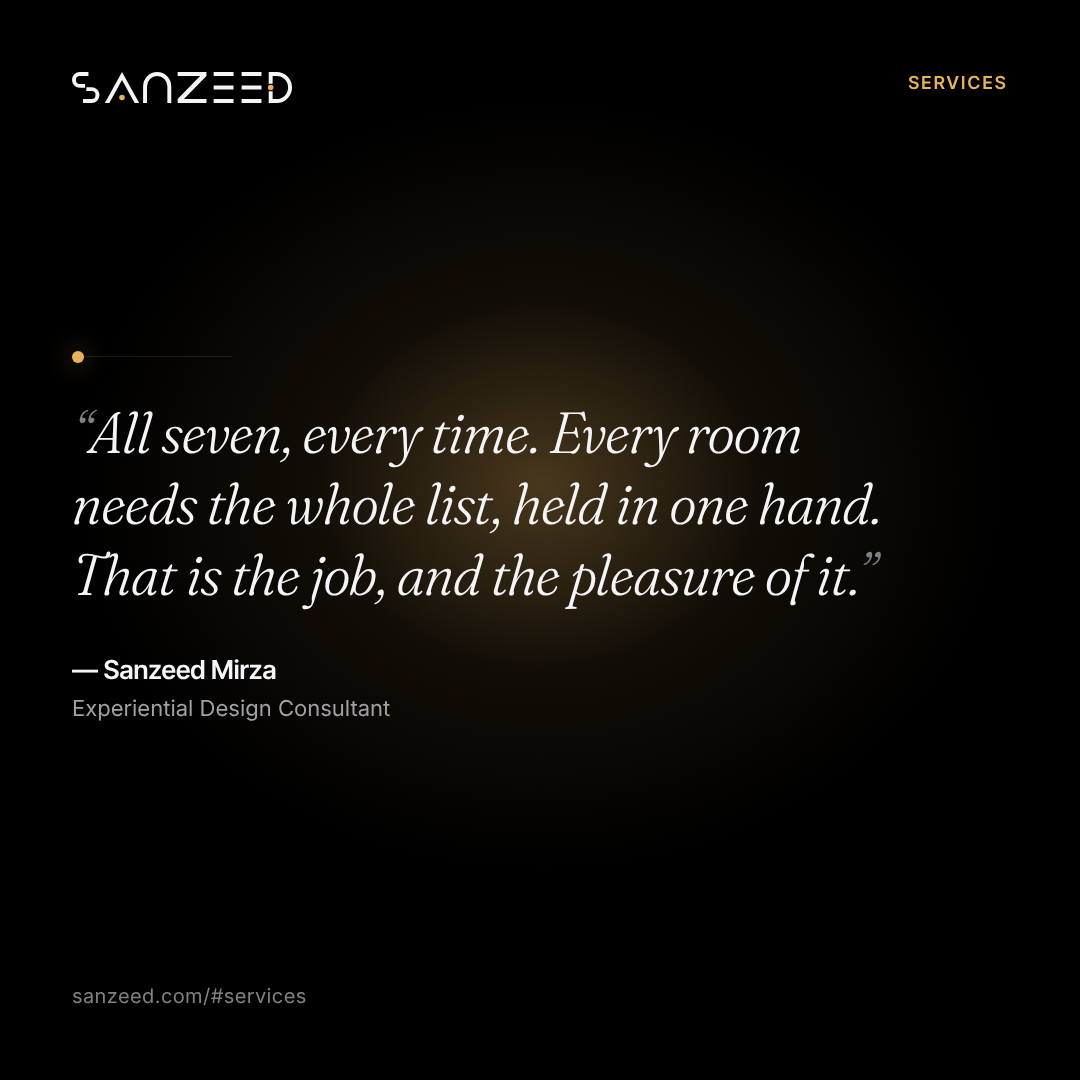 SANZEED
SERVICES
“All seven, every time. Every room
needs the whole list, held in one hand.
That is the job, and the pleasure of it.”
— Sanzeed Mirza
Experiential Design Consultant
sanzeed.com/#services